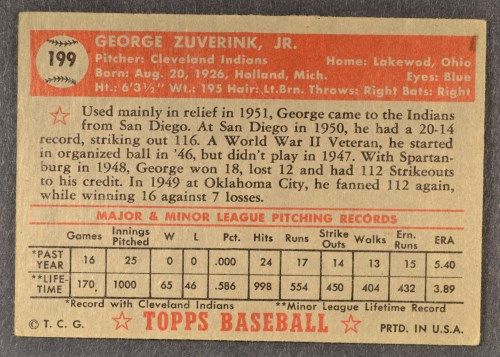 199
GEORGE ZUVERINK, JR.
Pitcher: Cleveland Indians Home: Lakewood, Ohio
Born: Aug. 20, 1926, Holland, Mich. Eyes: Blue
Ht.: 6'3½" Wt.: 195 Hair: Lt.Brn. Throws: Right Bats: Right
Used mainly in relief in 1951, George came to the Indians
from San Diego. At San Diego in 1950, he had a 20-14
record, striking out 116. A World War II Veteran, he started
in organized ball in '46, but didn't play in 1947. With Spartan-
burg in 1948, George won 18, lost 12 and had 112 Strikeouts
to his credit. In 1949 at Oklahoma City, he fanned 112 again,
while winning 16 against 7 losses.
MAJOR & MINOR LEAGUE PITCHING RECORDS
Games Innings Pitched W L Pct. Hits Runs Strike Outs Walks Ern. Runs ERA
*PAST YEAR 16 25 0 0 .000 24 17 14 13 15 5.40
**LIFE-TIME 170 1000 65 46 .586 998 554 450 404 432 3.89
*Record with Cleveland Indians **Minor League Lifetime Record
© T. C. G. TOPPS BASEBALL PRTD. IN U.S.A.